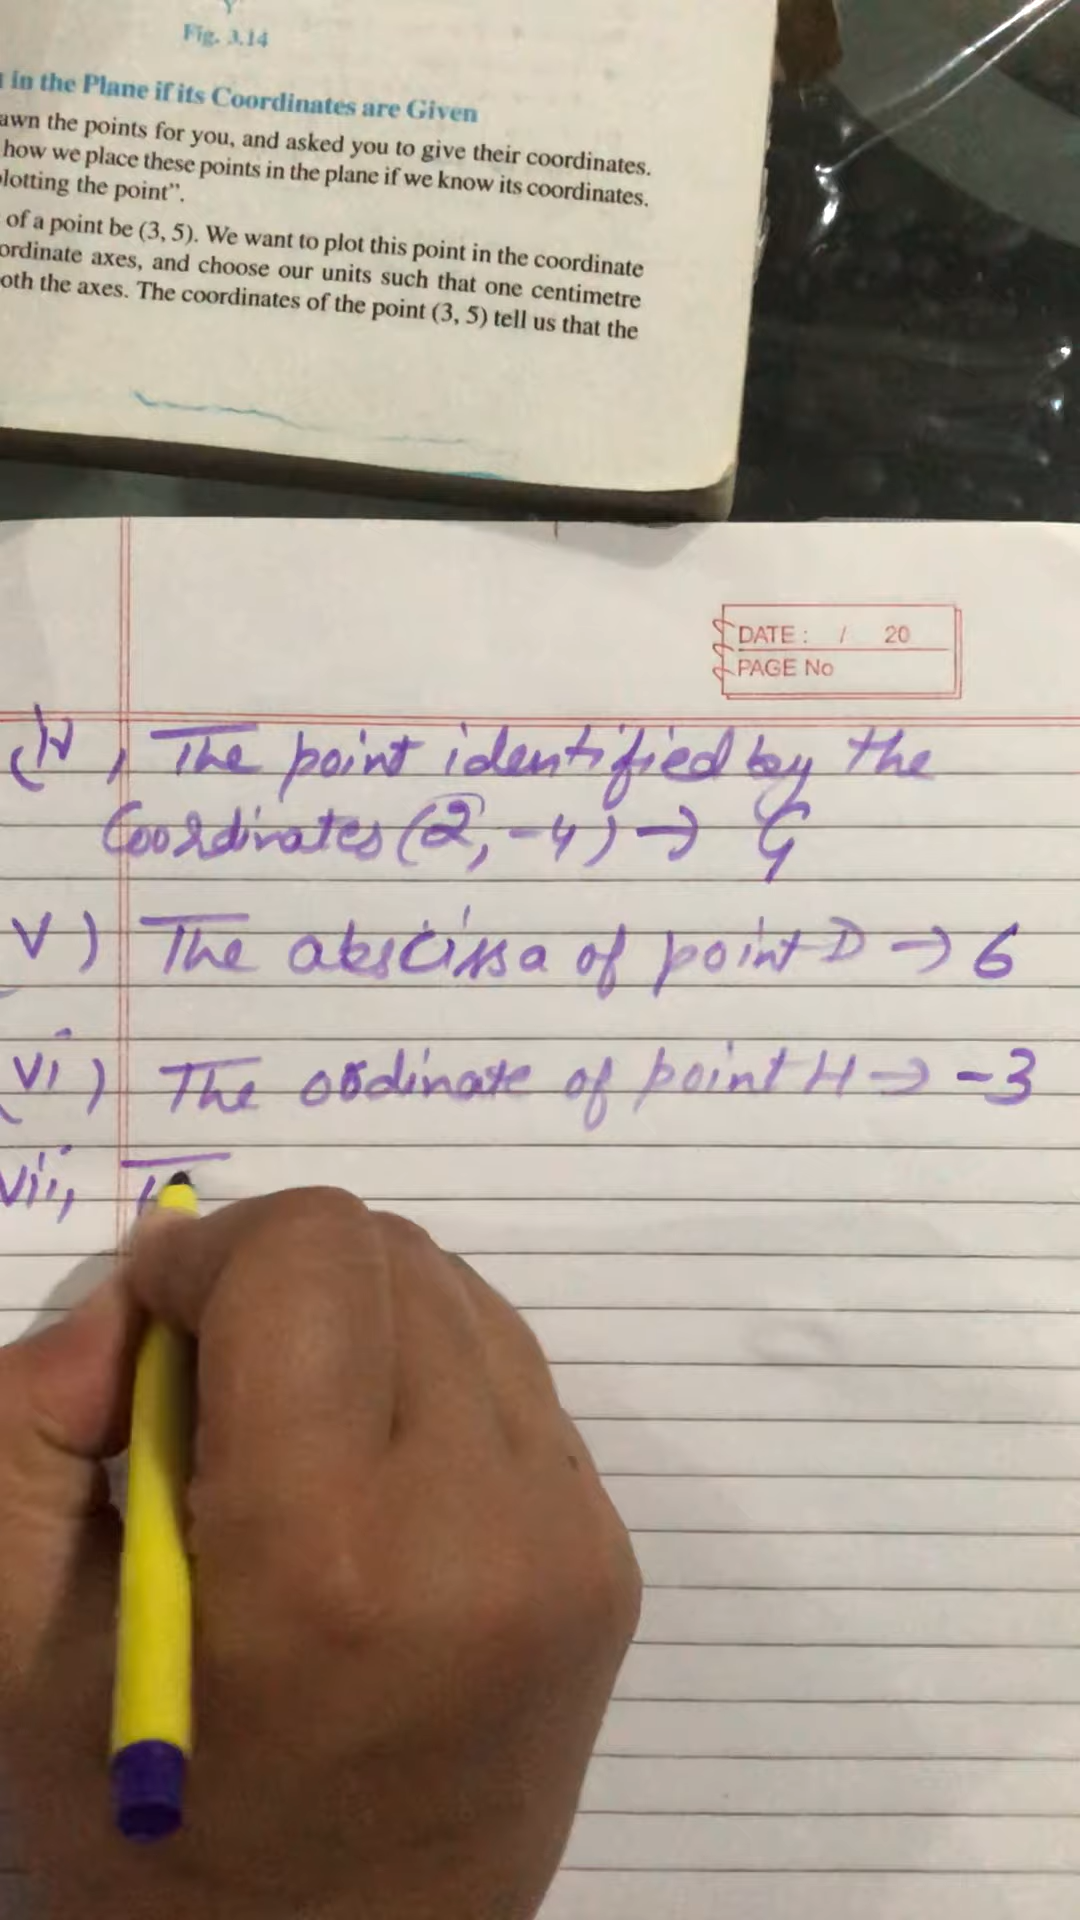 Fig. 3.14
in the Plane if its Coordinates are Given
awn the points for you, and asked you to give their coordinates.
how we place these points in the plane if we know its coordinates.
lotting the point".
of a point be (3, 5). We want to plot this point in the coordinate
ordinate axes, and choose our units such that one centimetre
oth the axes. The coordinates of the point (3, 5) tell us that the
DATE : / 20
PAGE No
The point identified by the
Coordinates (2, -4) → G
V) The abscissa of point D → 6
(vi) The ordinate of point H → -3
vii,